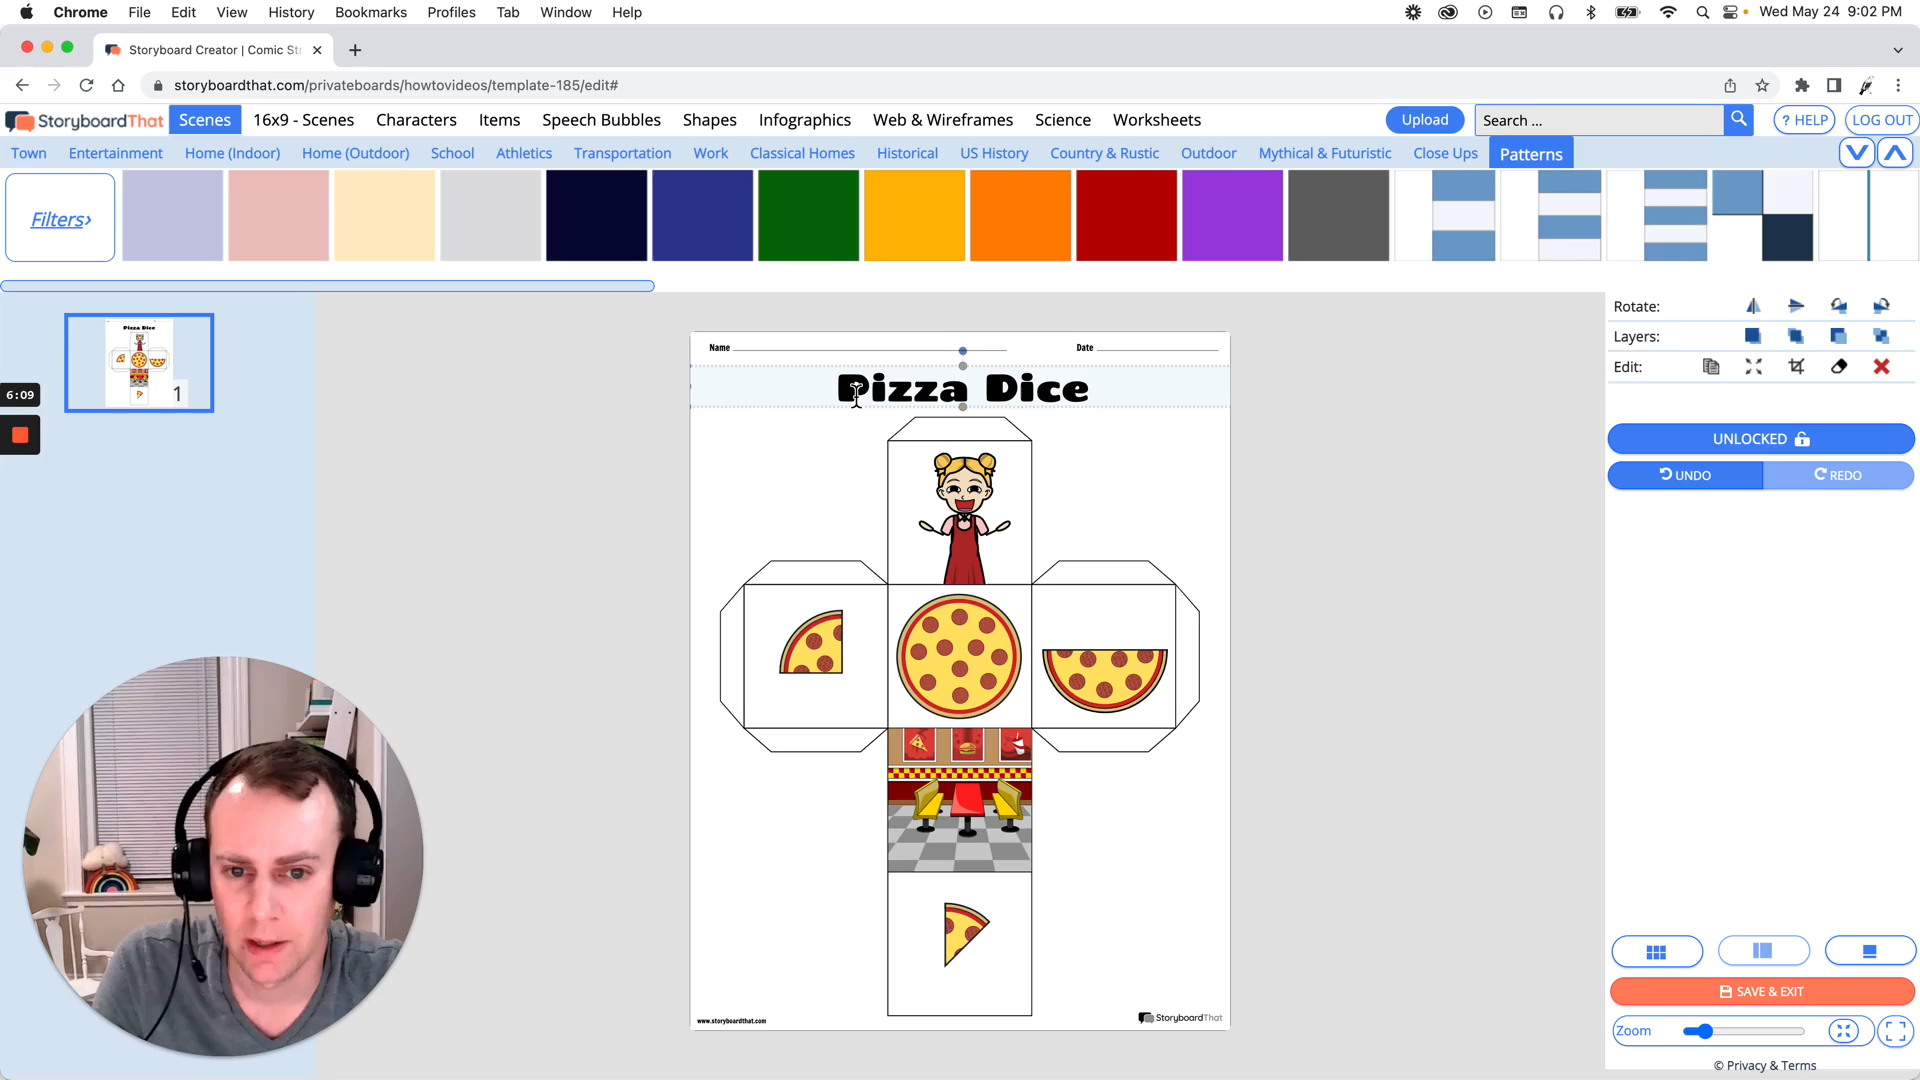 Chrome File Edit View History Bookmarks Profiles Tab Window Help Wed May 24 9:02 PM
Storyboard Creator | Comic St
storyboardthat.com/privateboards/howtovideos/template-185/edit#
StoryboardThat Scenes 16x9 - Scenes Characters Items Speech Bubbles Shapes Infographics Web & Wireframes Science Worksheets Upload Search ... ? HELP LOG OUT
Town Entertainment Home (Indoor) Home (Outdoor) School Athletics Transportation Work Classical Homes Historical US History Country & Rustic Outdoor Mythical & Futuristic Close Ups Patterns
Filters›
Pizza Dice
1
6:09
Name Date
Pizza Dice
www.storyboardthat.com StoryboardThat
Rotate:
Layers:
Edit:
UNLOCKED
UNDO REDO
SAVE & EXIT
Zoom
© Privacy & Terms